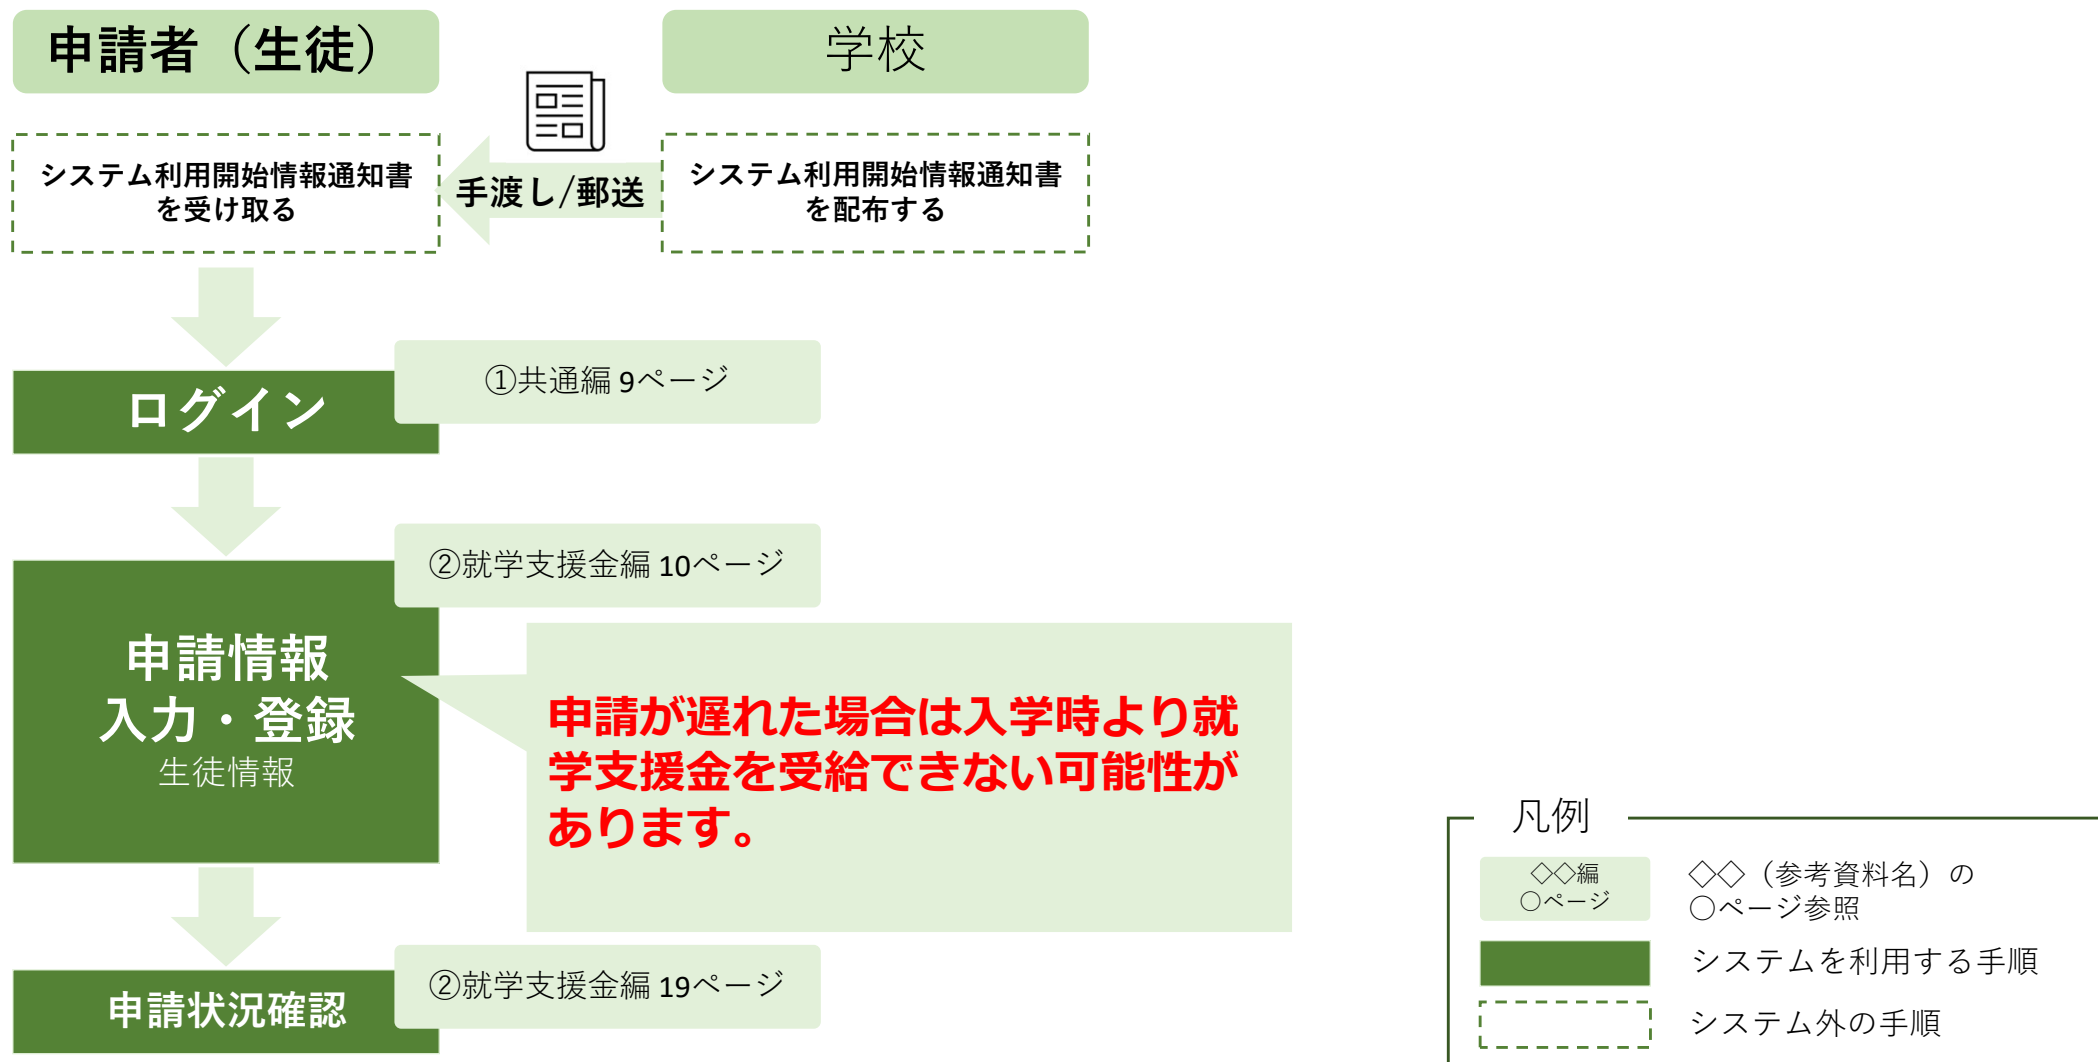 申請者（生徒）
学校
システム利用開始情報通知書
を受け取る
手渡し/郵送
システム利用開始情報通知書
を配布する
ログイン
①共通編 9ページ
②就学支援金編 10ページ
申請情報
入力・登録
生徒情報
申請が遅れた場合は入学時より就
学支援金を受給できない可能性が
あります。
申請状況確認
②就学支援金編 19ページ
凡例
◇◇編
○ページ
◇◇（参考資料名）の
○ページ参照
システムを利用する手順
システム外の手順